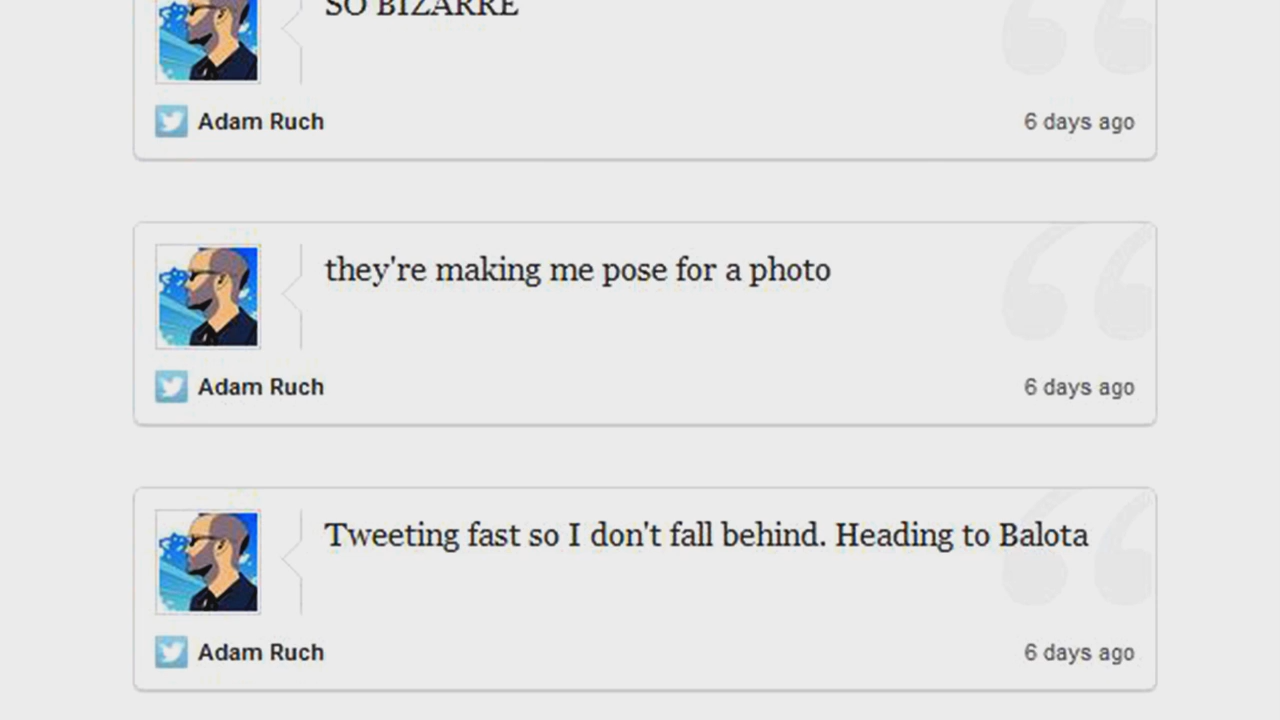 SO BIZARRE
Adam Ruch
6 days ago
they're making me pose for a photo
Adam Ruch
6 days ago
Tweeting fast so I don't fall behind. Heading to Balota
Adam Ruch
6 days ago